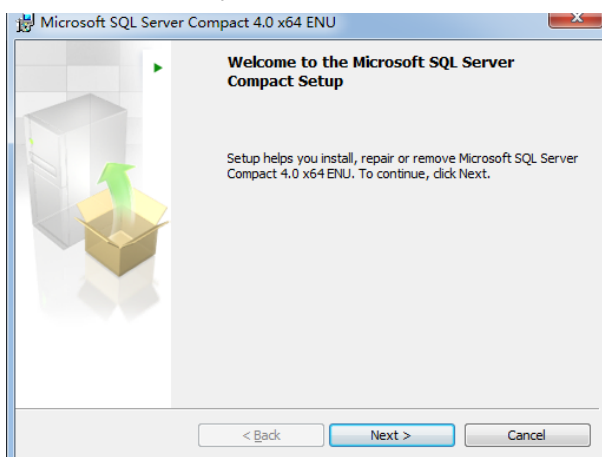 Microsoft SQL Server Compact 4.0 x64 ENU
Welcome to the Microsoft SQL Server
Compact Setup
Setup helps you install, repair or remove Microsoft SQL Server
Compact 4.0 x64 ENU. To continue, click Next.
< Back
Next >
Cancel